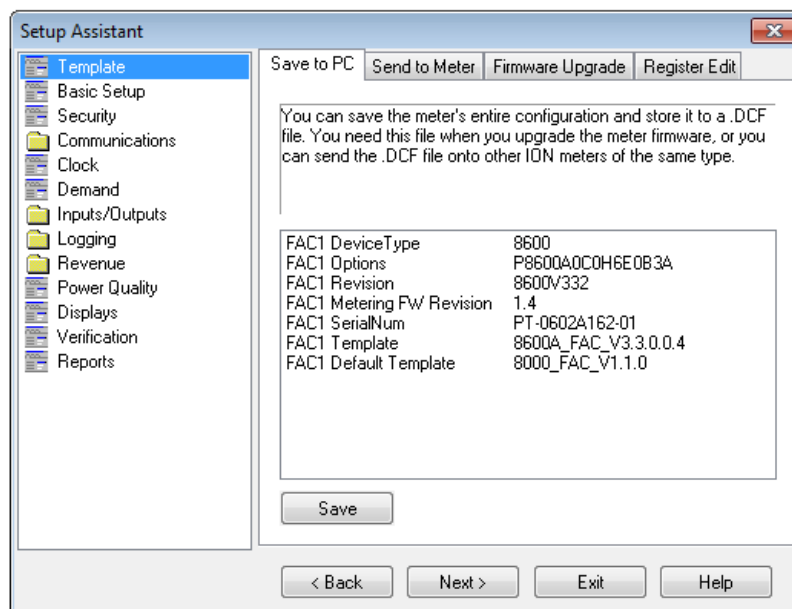 Setup Assistant
Template
Basic Setup
Security
Communications
Clock
Demand
Inputs/Outputs
Logging
Revenue
Power Quality
Displays
Verification
Reports
Save to PC
Send to Meter
Firmware Upgrade
Register Edit
You can save the meter's entire configuration and store it to a .DCF
file. You need this file when you upgrade the meter firmware, or you
can send the .DCF file onto other ION meters of the same type.
FAC1 DeviceType 8600
FAC1 Options P8600A0C0H6E0B3A
FAC1 Revision 8600V332
FAC1 Metering FW Revision 1.4
FAC1 SerialNum PT-0602A162-01
FAC1 Template 8600A_FAC_V3.3.0.0.4
FAC1 Default Template 8000_FAC_V1.1.0
Save
< Back
Next >
Exit
Help